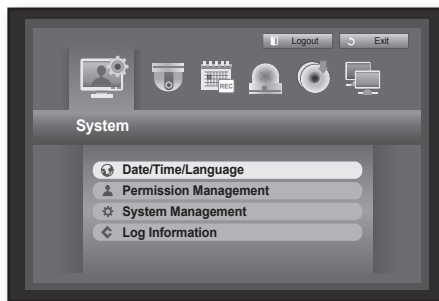 Logout Exit
REC
System
Date/Time/Language
Permission Management
System Management
Log Information